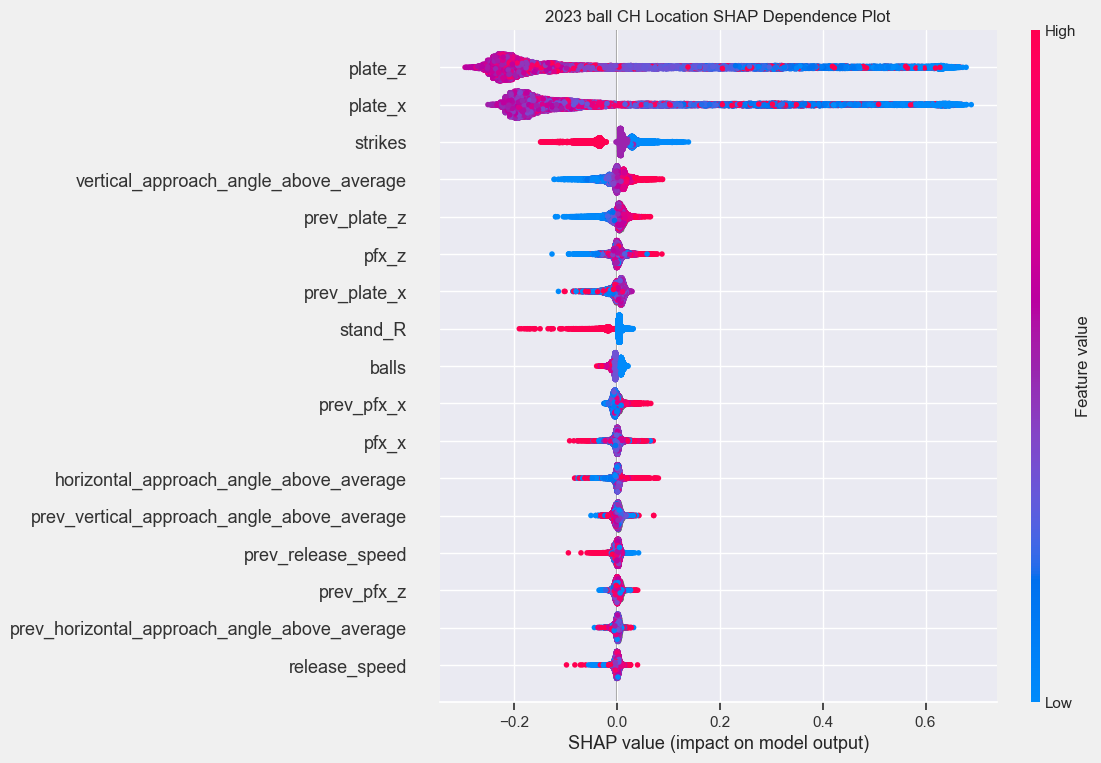 2023 ball CH Location SHAP Dependence Plot
High
plate_z
plate_x
strikes
vertical_approach_angle_above_average
prev_plate_z
pfx_z
prev_plate_x
stand_R
balls
prev_pfx_x
pfx_x
horizontal_approach_angle_above_average
prev_vertical_approach_angle_above_average
prev_release_speed
prev_pfx_z
prev_horizontal_approach_angle_above_average
release_speed
Feature value
Low
−0.2 0.0 0.2 0.4 0.6
SHAP value (impact on model output)